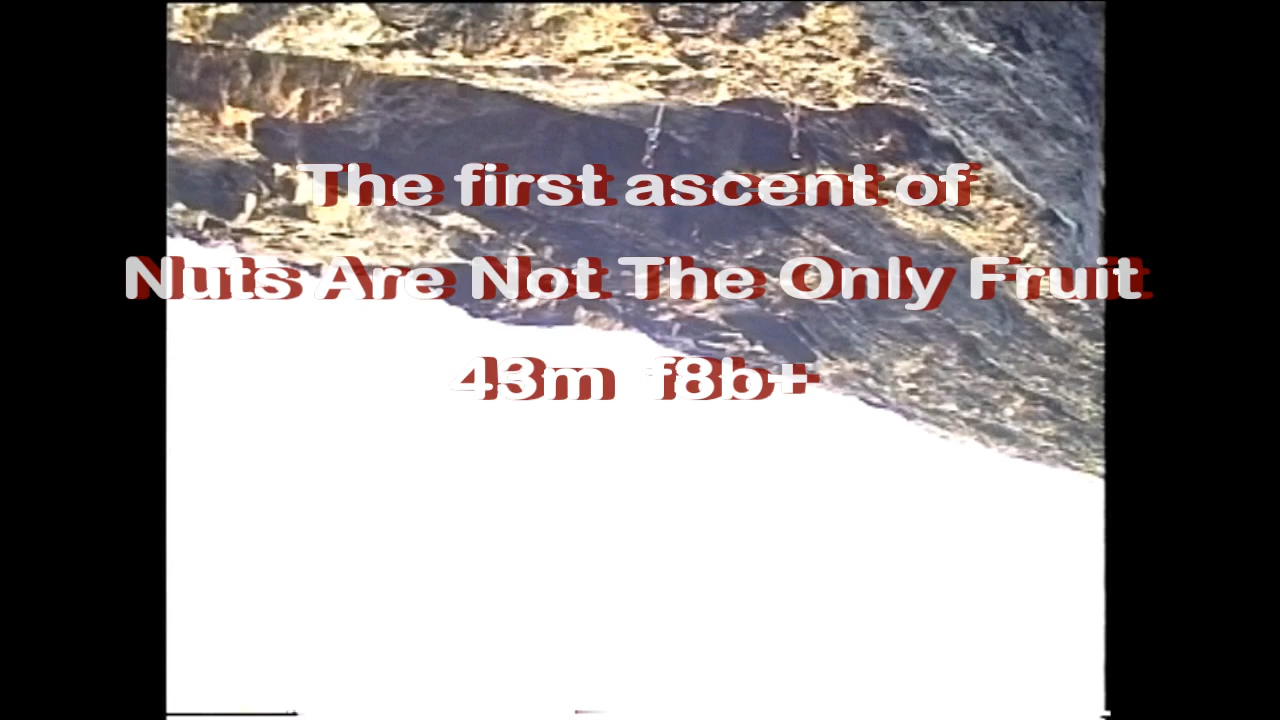 The first ascent of
Nuts Are Not The Only Fruit
43m f8b+